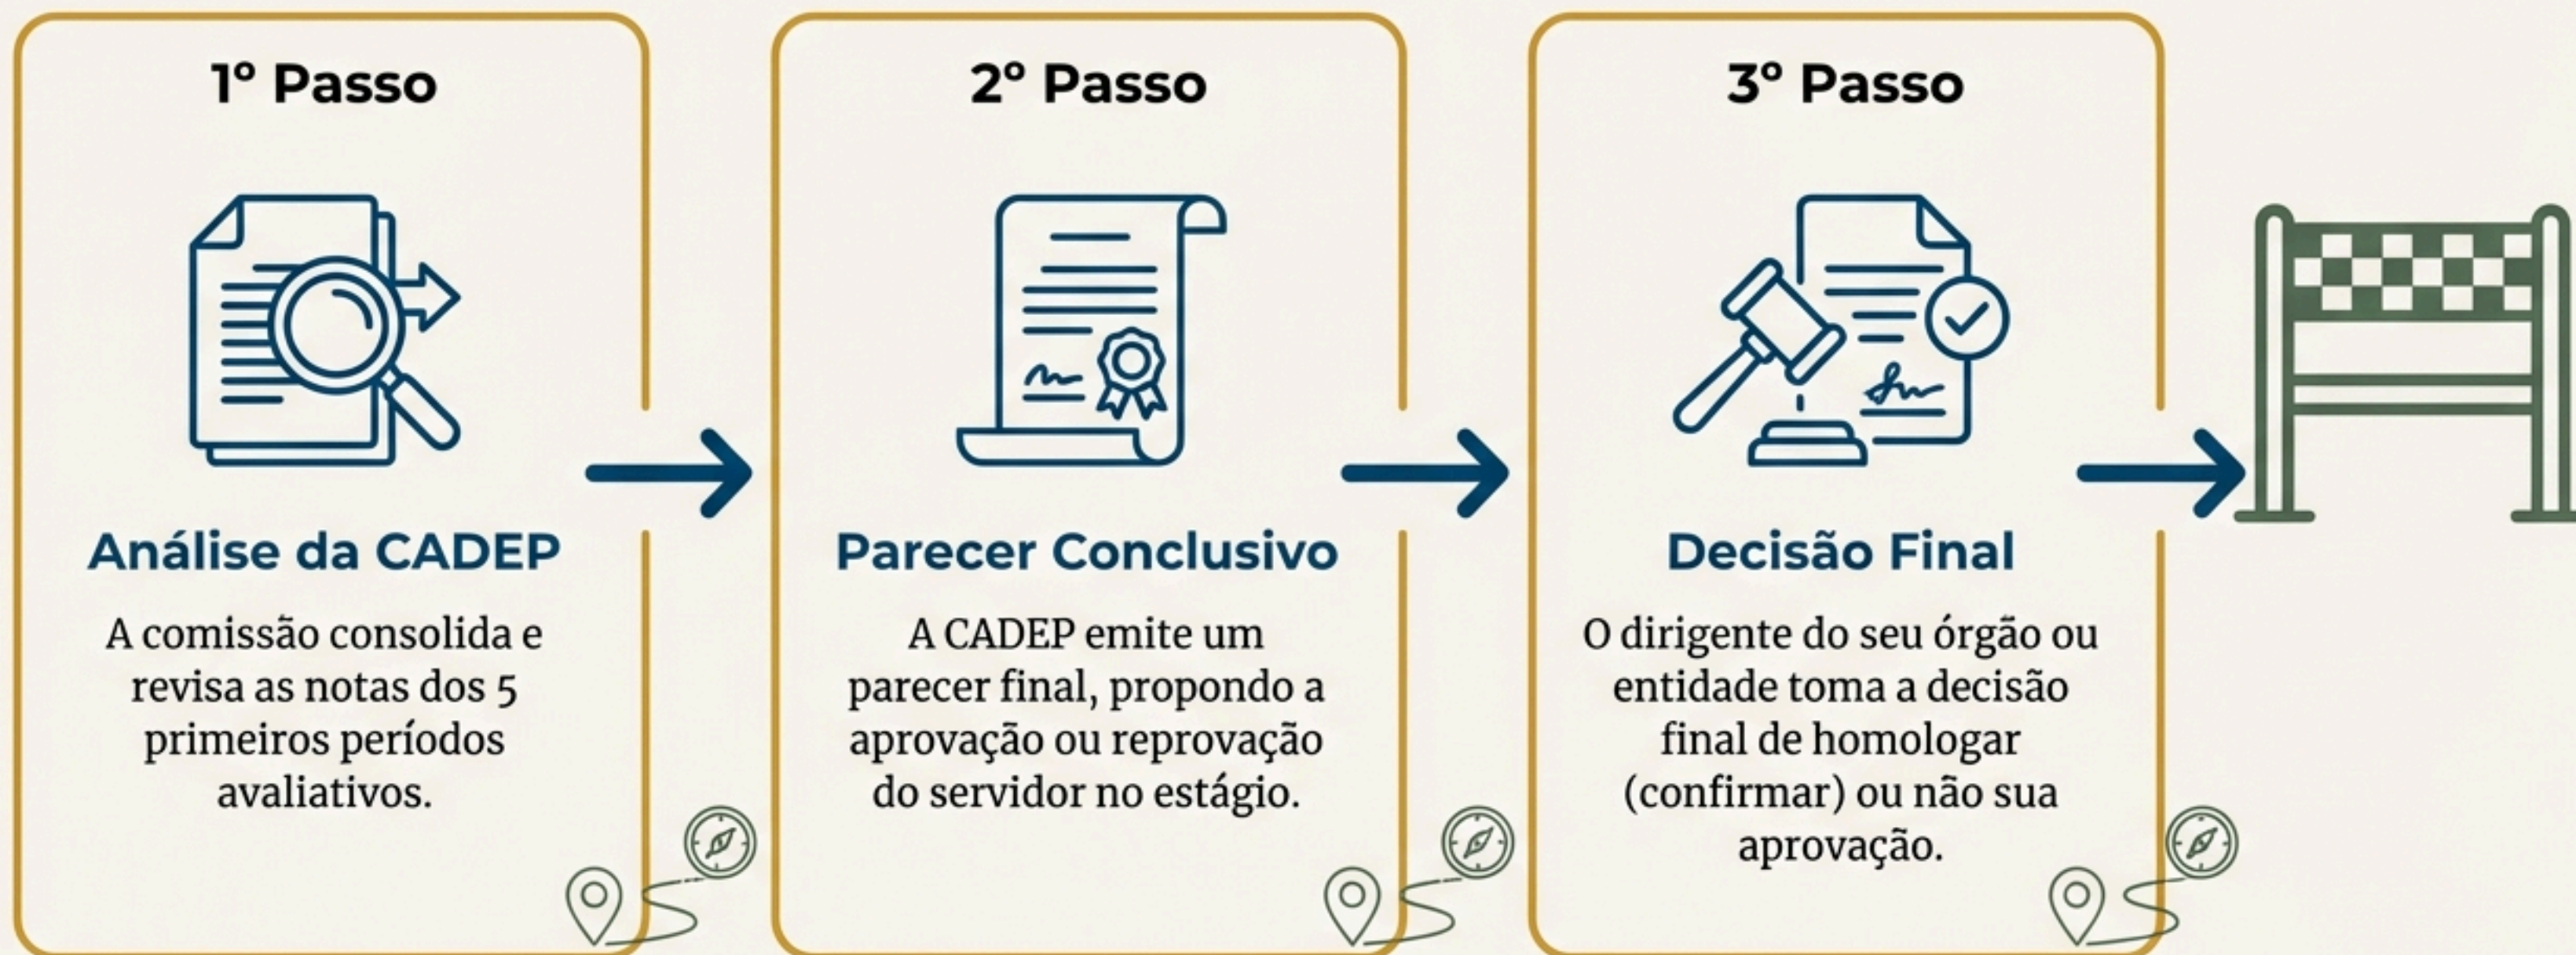 1º Passo
Análise da CADEP
A comissão consolida e
revisa as notas dos 5
primeiros períodos
avaliativos.
2º Passo
Parecer Conclusivo
A CADEP emite um
parecer final, propondo a
aprovação ou reprovação
do servidor no estágio.
3º Passo
Decisão Final
O dirigente do seu órgão ou
entidade toma a decisão
final de homologar
(confirmar) ou não sua
aprovação.